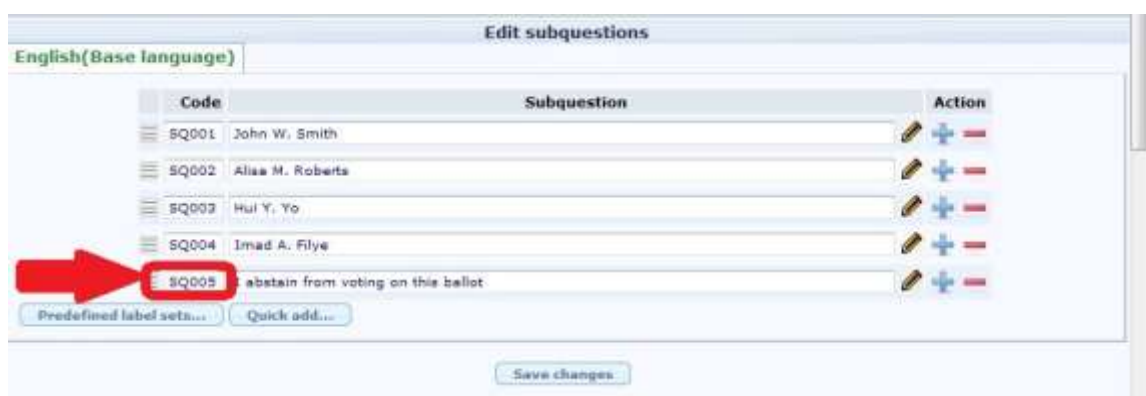 Edit subquestions
English(Base language)
Code Subquestion Action
SQ001 John W. Smith
SQ002 Alisa M. Roberts
SQ003 Hui Y. Yo
SQ004 Imad A. Filye
SQ005 I abstain from voting on this ballot
Predefined label sets... Quick add...
Save changes